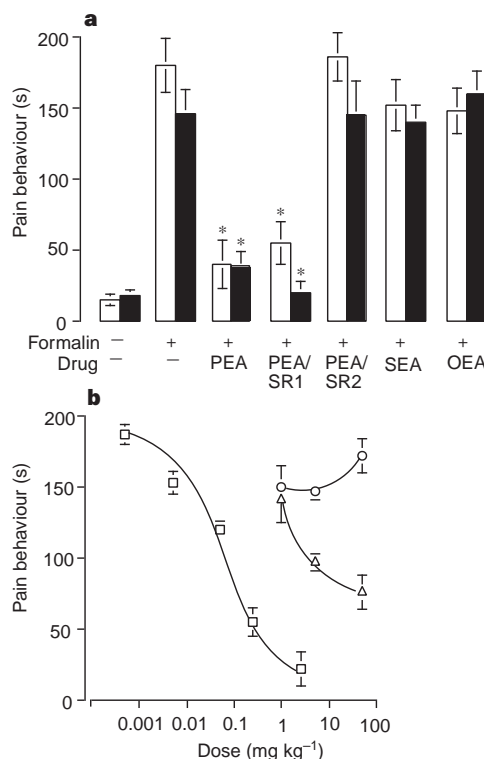 a
200
150
100
50
0
Pain behaviour (s)
* * * *
Formalin — + + + + + +
Drug — — PEA PEA/ PEA/ SEA OEA
SR1 SR2
b
200
150
100
50
0
Pain behaviour (s)
0.001 0.01 0.1 1 10 100
Dose (mg kg⁻¹)